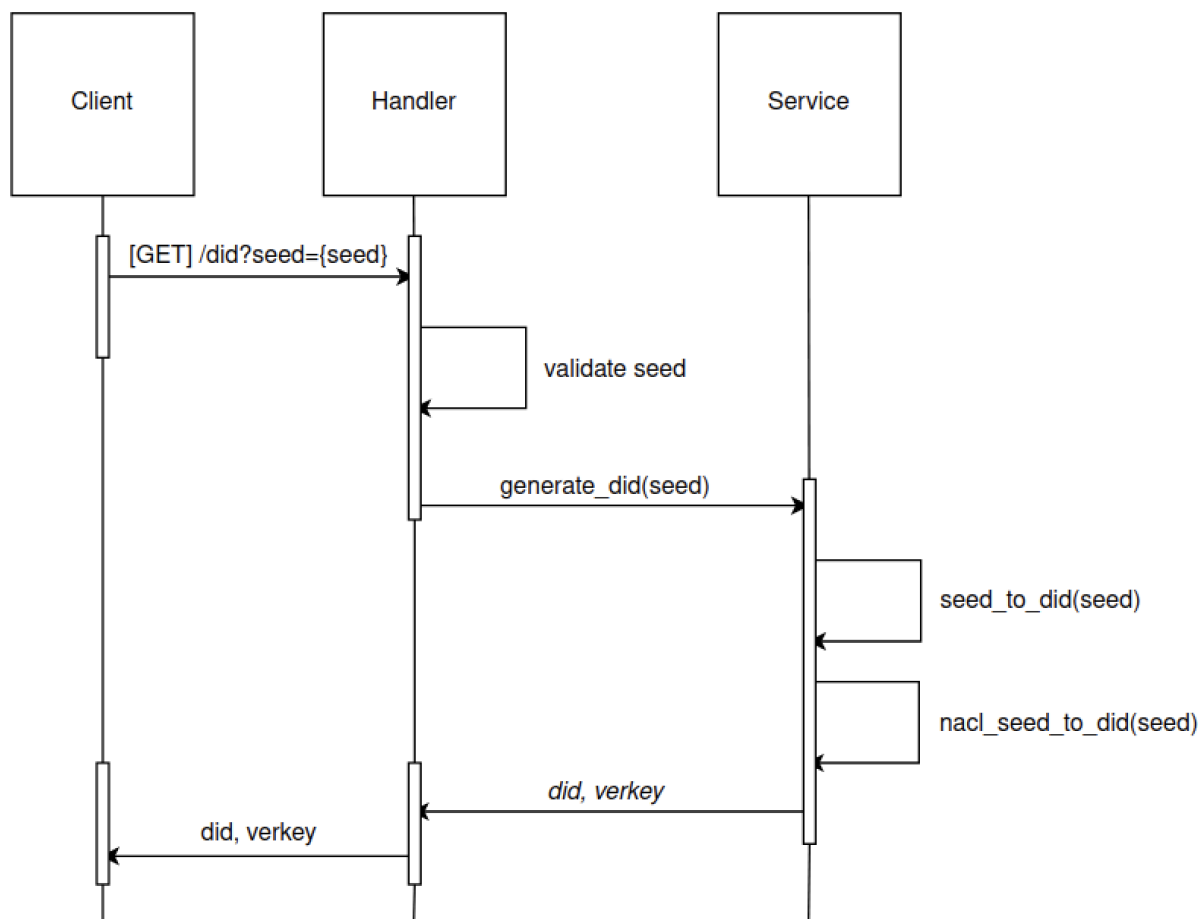 Client
Handler
Service
[GET] /did?seed={seed}
validate seed
generate_did(seed)
seed_to_did(seed)
nacl_seed_to_did(seed)
did, verkey
did, verkey